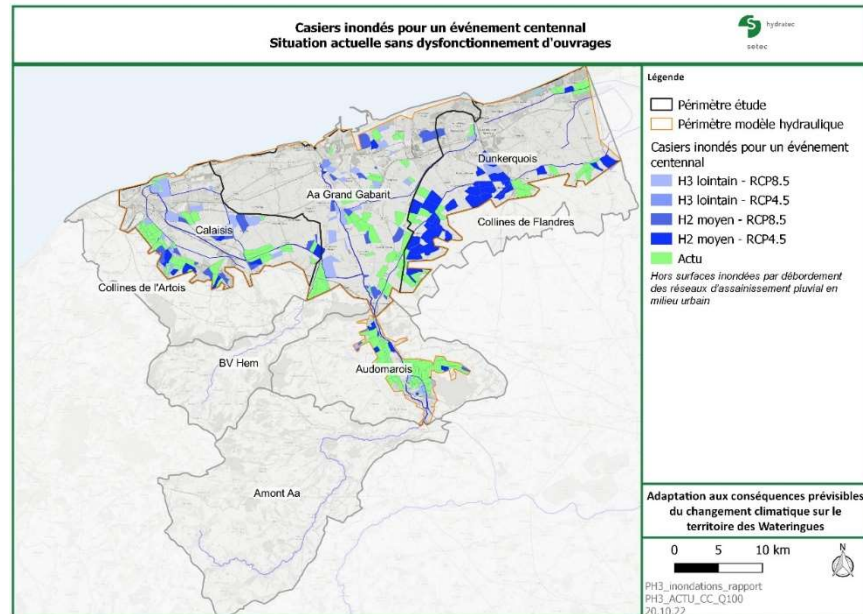 Casiers inondés pour un événement centennal
Situation actuelle sans dysfonctionnement d'ouvrages
hydratec
setec
Légende
Périmètre étude
Périmètre modèle hydraulique
Casiers inondés pour un événement
centennal
H3 lointain - RCP8.5
H3 lointain - RCP4.5
H2 moyen - RCP8.5
H2 moyen - RCP4.5
Actu
Hors surfaces inondées par débordement
des réseaux d'assainissement pluvial en
milieu urbain
Dunkerquois
Aa Grand Gabarit
Collines de Flandres
Calaisis
Collines de l'Artois
BV Hem
Audomarois
Amont Aa
Adaptation aux conséquences prévisibles
du changement climatique sur le
territoire des Wateringues
0 5 10 km
N
PH3_inondations_rapport
PH3_ACTU_CC_Q100
20.10.22